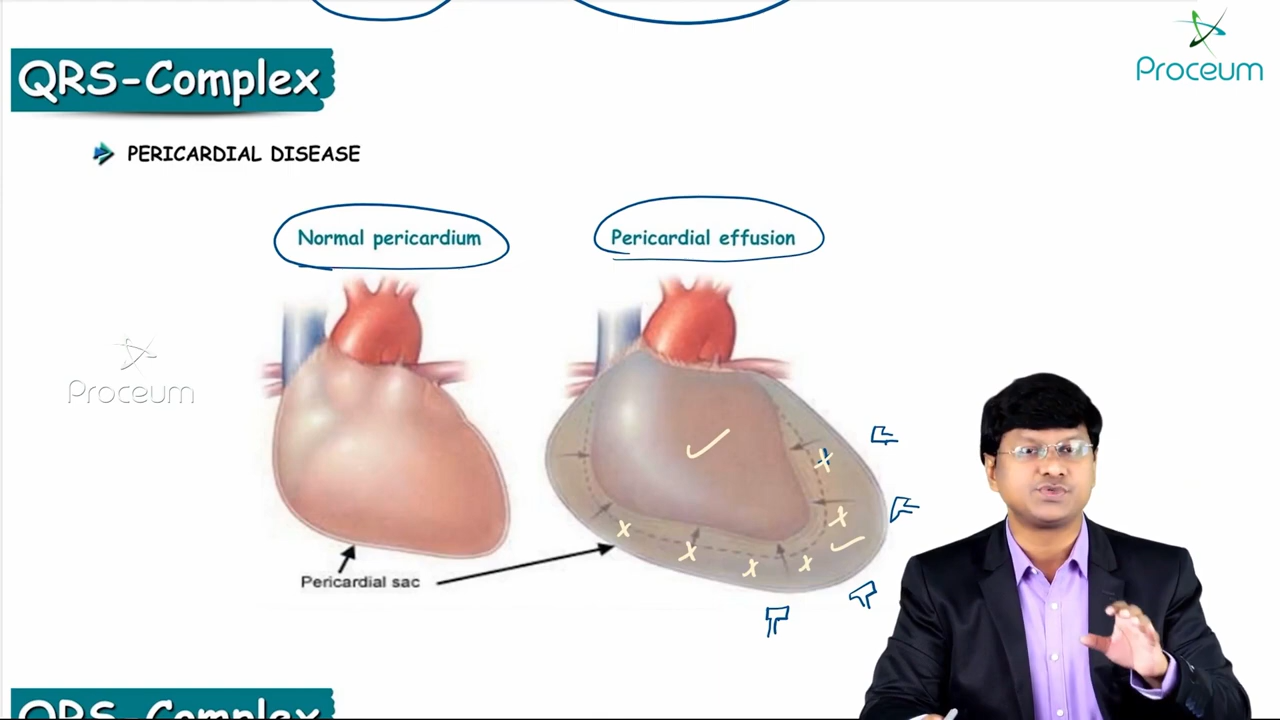 Proceum
QRS-Complex
PERICARDIAL DISEASE
Normal pericardium
Pericardial effusion
Proceum
Pericardial sac
QRS-Complex